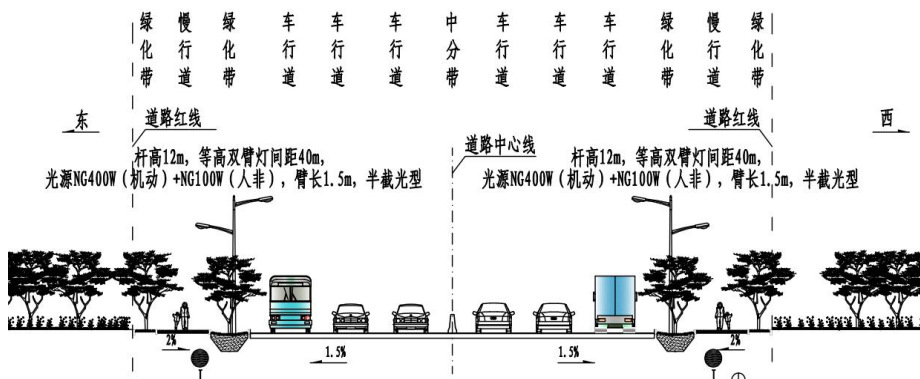 绿化带 慢行道 绿化带 车行道 车行道 车行道 中分带 车行道 车行道 车行道 绿化带 慢行道 绿化带
东 道路红线 道路中心线 道路红线 西
杆高12m，等高双臂灯间距40m，
光源NG400W（机动）+NG100W（人非），臂长1.5m，半截光型
杆高12m，等高双臂灯间距40m，
光源NG400W（机动）+NG100W（人非），臂长1.5m，半截光型
2% 1.5% 1.5% 2%